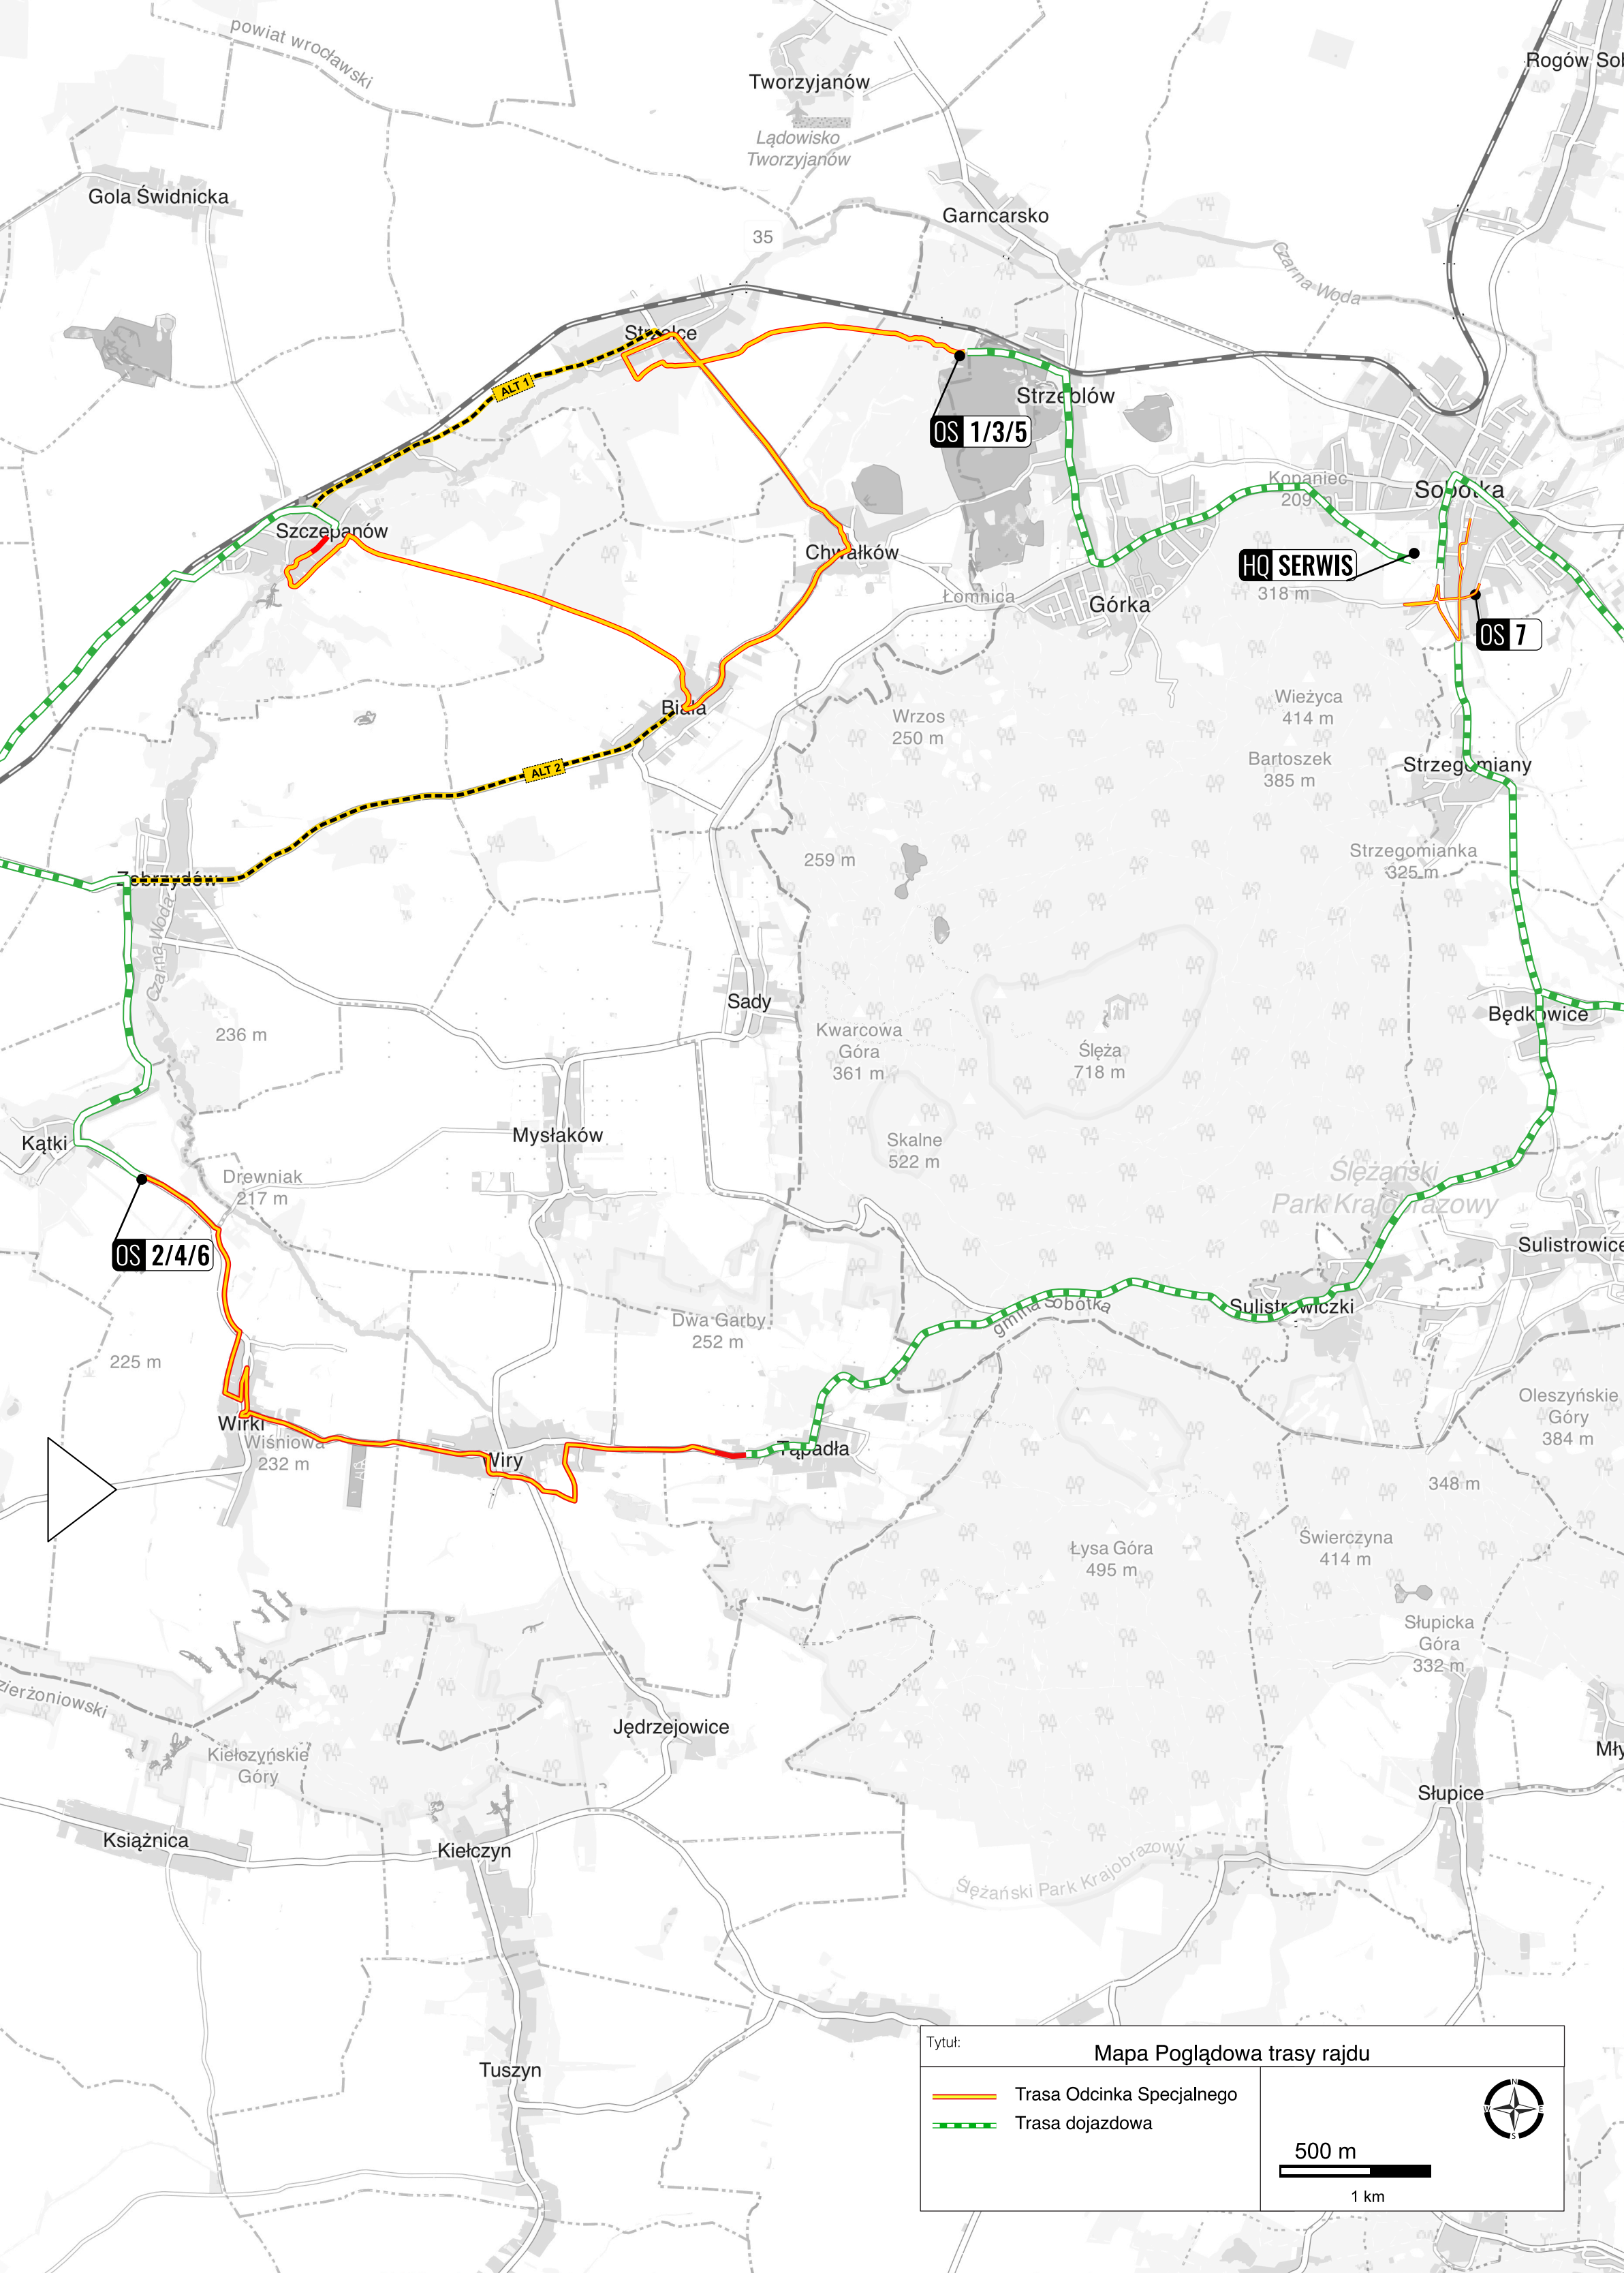 powiat wrocławski
Tworzyjanów
Rogów Sob
Lądowisko
Tworzyjanów
Gola Świdnicka
Garncarsko
35
Czarna Woda
Strzelce
ALT 1
Strzeblów
OS 1/3/5
Kopaniec
209 m
Sobótka
Szczepanów
Chwałków
HQ SERWIS
318 m
Łomnica
Górka
OS 7
Wieżyca
414 m
Biała
Wrzos
250 m
Bartoszek
385 m
Strzegomiany
ALT 2
259 m
Strzegomianka
325 m
Zebrzydów
Czarna Woda
Sady
Będkowice
236 m
Kwarcowa
Góra
361 m
Ślęża
718 m
Kątki
Mysłaków
Skalne
522 m
Drewniak
217 m
Ślężański
Park Krajobrazowy
OS 2/4/6
Sulistrowice
Dwa Garby
252 m
gmina Sobótka
Sulistrowiczki
225 m
Oleszyńskie
Góry
384 m
Wirki
Wiśniowa
232 m
Wiry
Tąpadła
348 m
Łysa Góra
495 m
Świerczyna
414 m
Słupicka
Góra
332 m
zierżoniowski
Jędrzejowice
Kiełczyńskie
Góry
Mły
Słupice
Książnica
Kiełczyn
Ślężański Park Krajobrazowy
Tuszyn
Tytuł:
Mapa Poglądowa trasy rajdu
Trasa Odcinka Specjalnego
Trasa dojazdowa
N
W
E
S
500 m
1 km